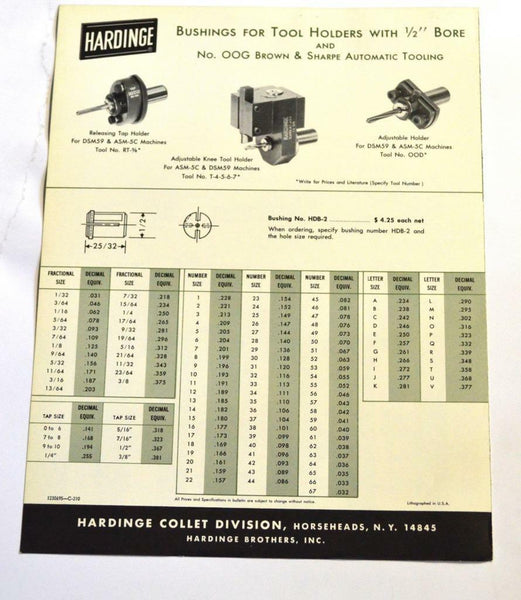 HARDINGE
BUSHINGS FOR TOOL HOLDERS WITH ½" BORE
AND
NO. OOG BROWN & SHARPE AUTOMATIC TOOLING
Releasing Tap Holder
For DSM59 & ASM-5C Machines
Tool No. RT-⅝*
Adjustable Knee Tool Holder
For ASM-5C & DSM59 Machines
Tool No. T-4-5-6-7*
Adjustable Holder
For DSM59 & ASM-5C Machines
Tool No. OOD*
*Write for Prices and Literature (Specify Tool Number)
25/32
1/2
Bushing No. HDB-2 $ 4.25 each net
When ordering, specify bushing number HDB-2 and
the hole size required.
FRACTIONAL SIZE DECIMAL EQUIV. FRACTIONAL SIZE DECIMAL EQUIV.
1/32 .031 7/32 .218
3/64 .046 15/64 .234
1/16 .062 1/4 .250
5/64 .078 17/64 .265
3/32 .093 9/32 .281
7/64 .109 19/64 .296
1/8 .125 5/16 .312
9/64 .140 21/64 .328
5/32 .156 11/32 .343
11/64 .171 23/64 .359
3/16 .187 3/8 .375
13/64 .203
TAP SIZE DECIMAL EQUIV. TAP SIZE DECIMAL EQUIV.
0 to 6 .141 5/16" .318
7 to 8 .168 7/16" .323
9 to 10 .194 1/2" .367
1/4" .255 3/8" .381
NUMBER SIZE DECIMAL EQUIV. NUMBER SIZE DECIMAL EQUIV. NUMBER SIZE DECIMAL EQUIV.
1 .228 23 .154 45 .082
2 .221 24 .152 46 .081
3 .213 25 .149 47 .078
4 .209 26 .147 48 .076
5 .205 27 .144 49 .073
6 .204 28 .140 50 .070
7 .201 29 .136 51 .067
8 .199 30 .128 52 .063
9 .196 31 .120 53 .059
10 .193 32 .116 54 .055
11 .191 33 .113 55 .052
12 .189 34 .111 56 .046
13 .185 35 .110 57 .043
14 .182 36 .106 58 .042
15 .180 37 .104 59 .041
16 .177 38 .101 60 .040
17 .173 39 .099 61 .039
18 .169 40 .098 62 .038
19 .166 41 .096 63 .037
20 .161 42 .093 64 .036
21 .159 43 .089 65 .035
22 .157 44 .086 66 .033
67 .032
LETTER SIZE DECIMAL EQUIV. LETTER SIZE DECIMAL EQUIV.
A .234 L .290
B .238 M .295
C .242 N .302
D .246 O .316
E .250 P .323
F .257 Q .332
G .261 R .339
H .266 S .348
I .272 T .358
J .277 U .368
K .281 V .377
5230695—C-210
All Prices and Specifications in bulletin are subject to change without notice.
Lithographed in U.S.A.
HARDINGE COLLET DIVISION, HORSEHEADS, N. Y. 14845
HARDINGE BROTHERS, INC.